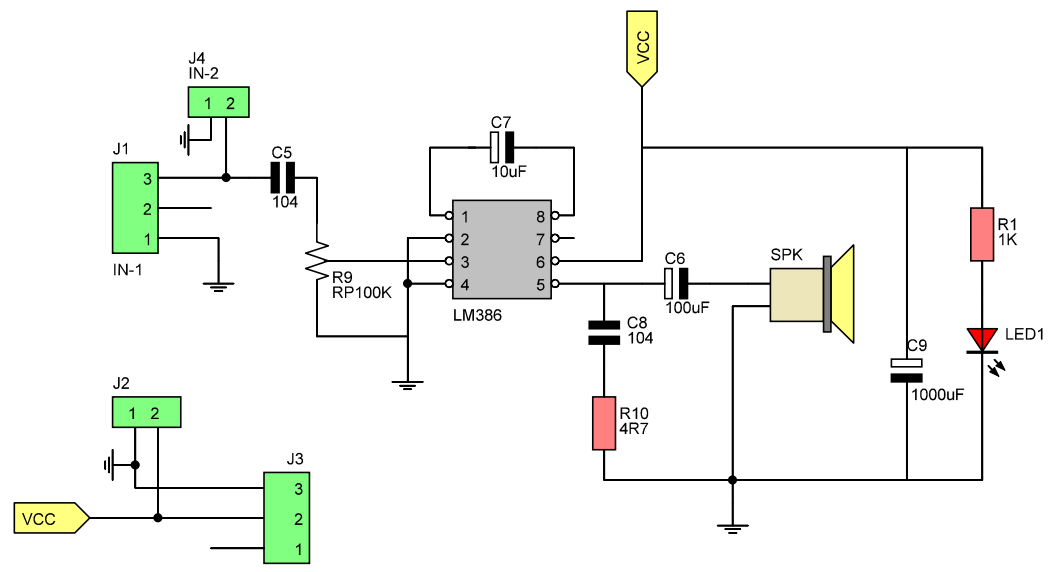 VCC
J4
IN-2
1 2
J1
3
2
1
IN-1
C5
104
R9
RP100K
C7
10uF
1 8
2 7
3 6
4 5
LM386
C6
100uF
SPK
C8
104
R10
4R7
R1
1K
LED1
C9
1000uF
J2
1 2
J3
3
2
1
VCC